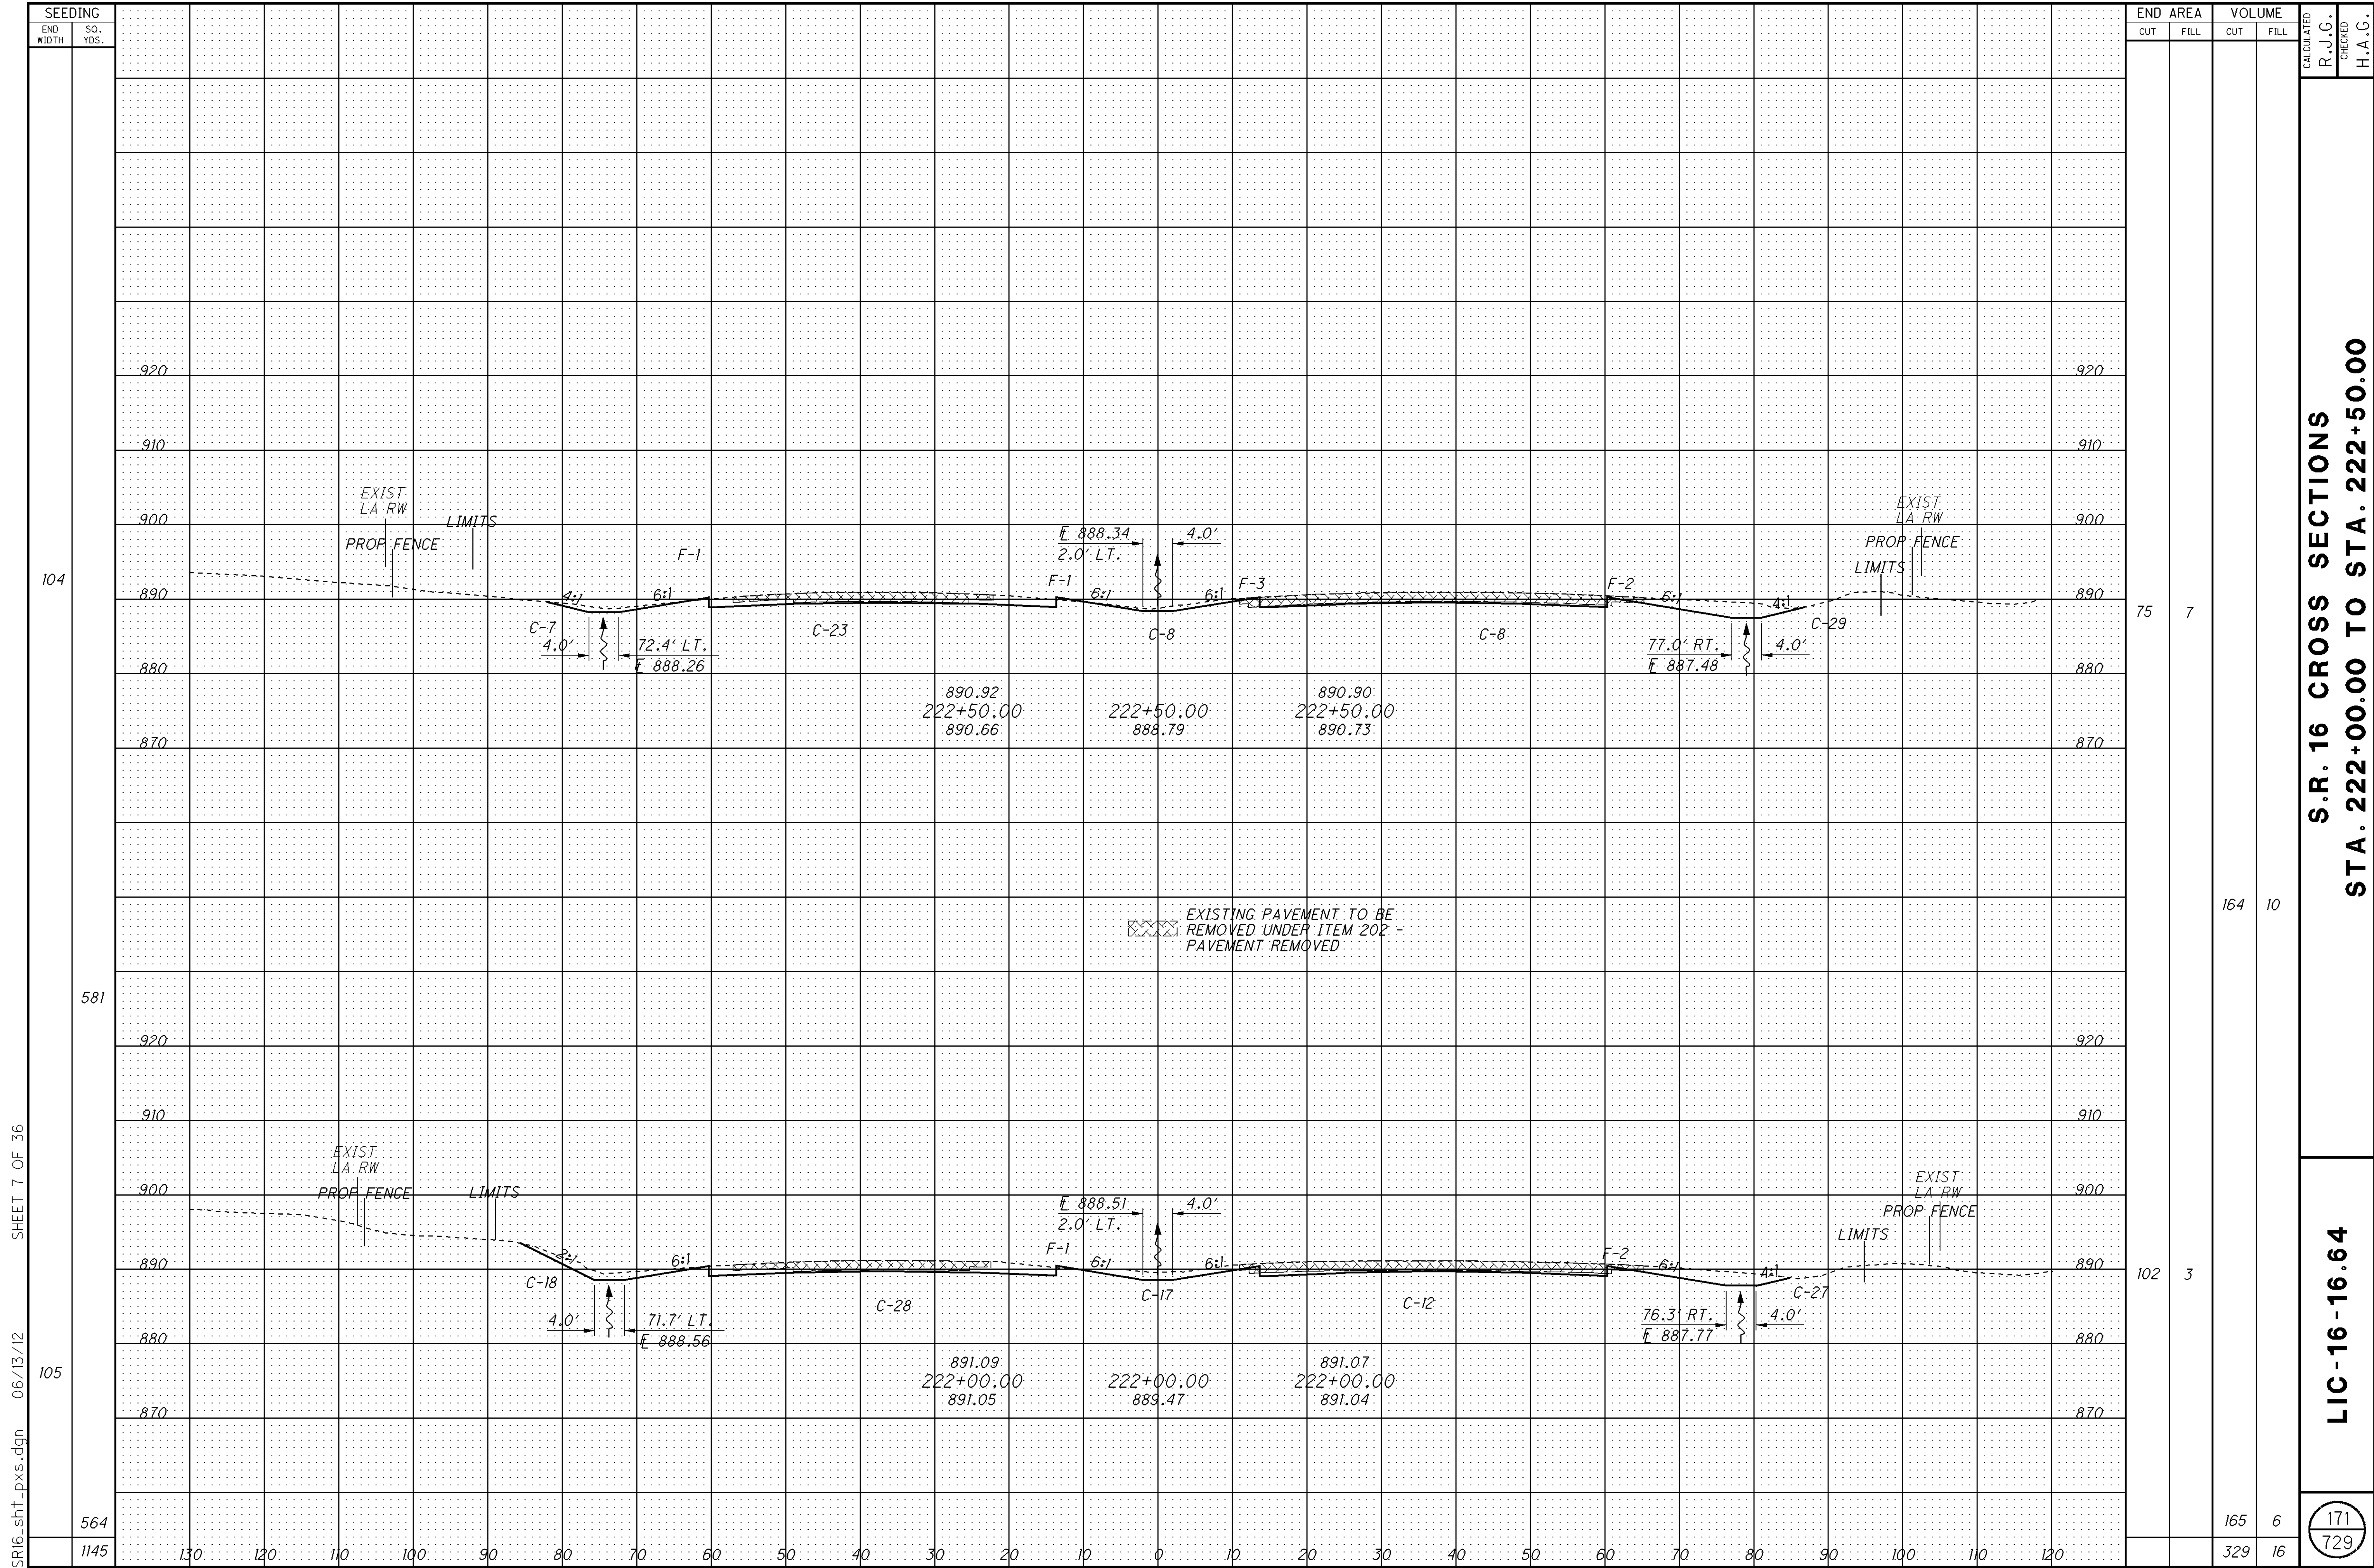 SEEDING
END WIDTH
SQ. YDS.
END AREA
VOLUME
CUT
FILL
CUT
FILL
CALCULATED
R.J.G.
CHECKED
H.A.G.
920
920
910
910
EXIST
LA RW
LIMITS
PROP FENCE
900
900
F-1
℄ 888.34
4.0'
2.0' LT.
EXIST
LA RW
PROP FENCE
LIMITS
104
890
4:1
6:1
F-1
6:1
6:1
F-3
F-2
6:1
4:1
890
75
7
C-7
C-23
C-8
C-8
C-29
4.0'
72.4' LT.
℄ 888.26
77.0' RT.
4.0'
℄ 887.48
880
880
890.92
222+50.00
890.66
222+50.00
888.79
890.90
222+50.00
890.73
870
870
EXISTING PAVEMENT TO BE
REMOVED UNDER ITEM 202 -
PAVEMENT REMOVED
164
10
581
920
920
910
910
EXIST
LA RW
PROP FENCE
LIMITS
900
900
℄ 888.51
4.0'
2.0' LT.
EXIST
LA RW
PROP FENCE
LIMITS
890
2:1
6:1
F-1
6:1
6:1
F-2
6:1
4:1
890
102
3
C-18
C-28
C-17
C-12
C-27
4.0'
71.7' LT.
℄ 888.56
76.3' RT.
4.0'
℄ 887.77
880
880
105
891.09
222+00.00
891.05
222+00.00
889.47
891.07
222+00.00
891.04
870
870
564
165
6
1145
130 120 110 100 90 80 70 60 50 40 30 20 10 0 10 20 30 40 50 60 70 80 90 100 110 120
329
16
S.R. 16 CROSS SECTIONS
STA. 222+00.00 TO STA. 222+50.00
LIC-16-16.64
171
729
SR16_sht_pxs.dgn 06/13/12 SHEET 7 OF 36